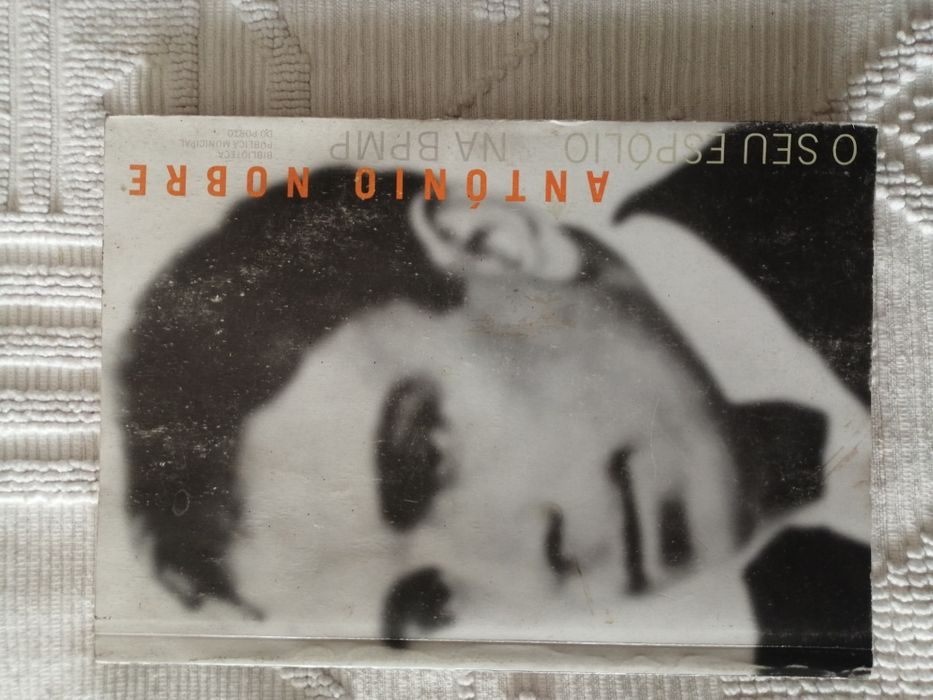 O SEU ESPÓLIO NA BPMP
ANTÓNIO NOBRE
BIBLIOTECA
PÚBLICA MUNICIPAL
DO PORTO